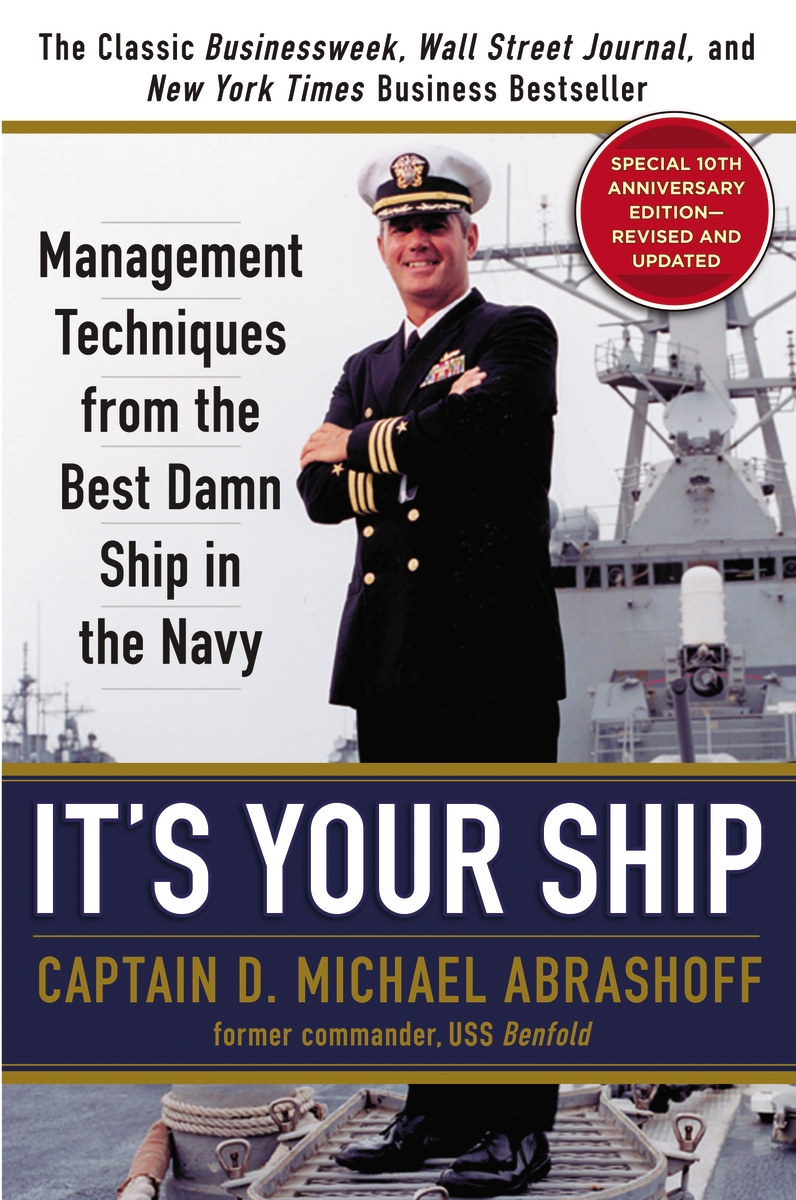 The Classic Businessweek, Wall Street Journal, and
New York Times Business Bestseller
SPECIAL 10TH
ANNIVERSARY
EDITION—
REVISED AND
UPDATED
Management
Techniques
from the
Best Damn
Ship in
the Navy
IT'S YOUR SHIP
CAPTAIN D. MICHAEL ABRASHOFF
former commander, USS Benfold